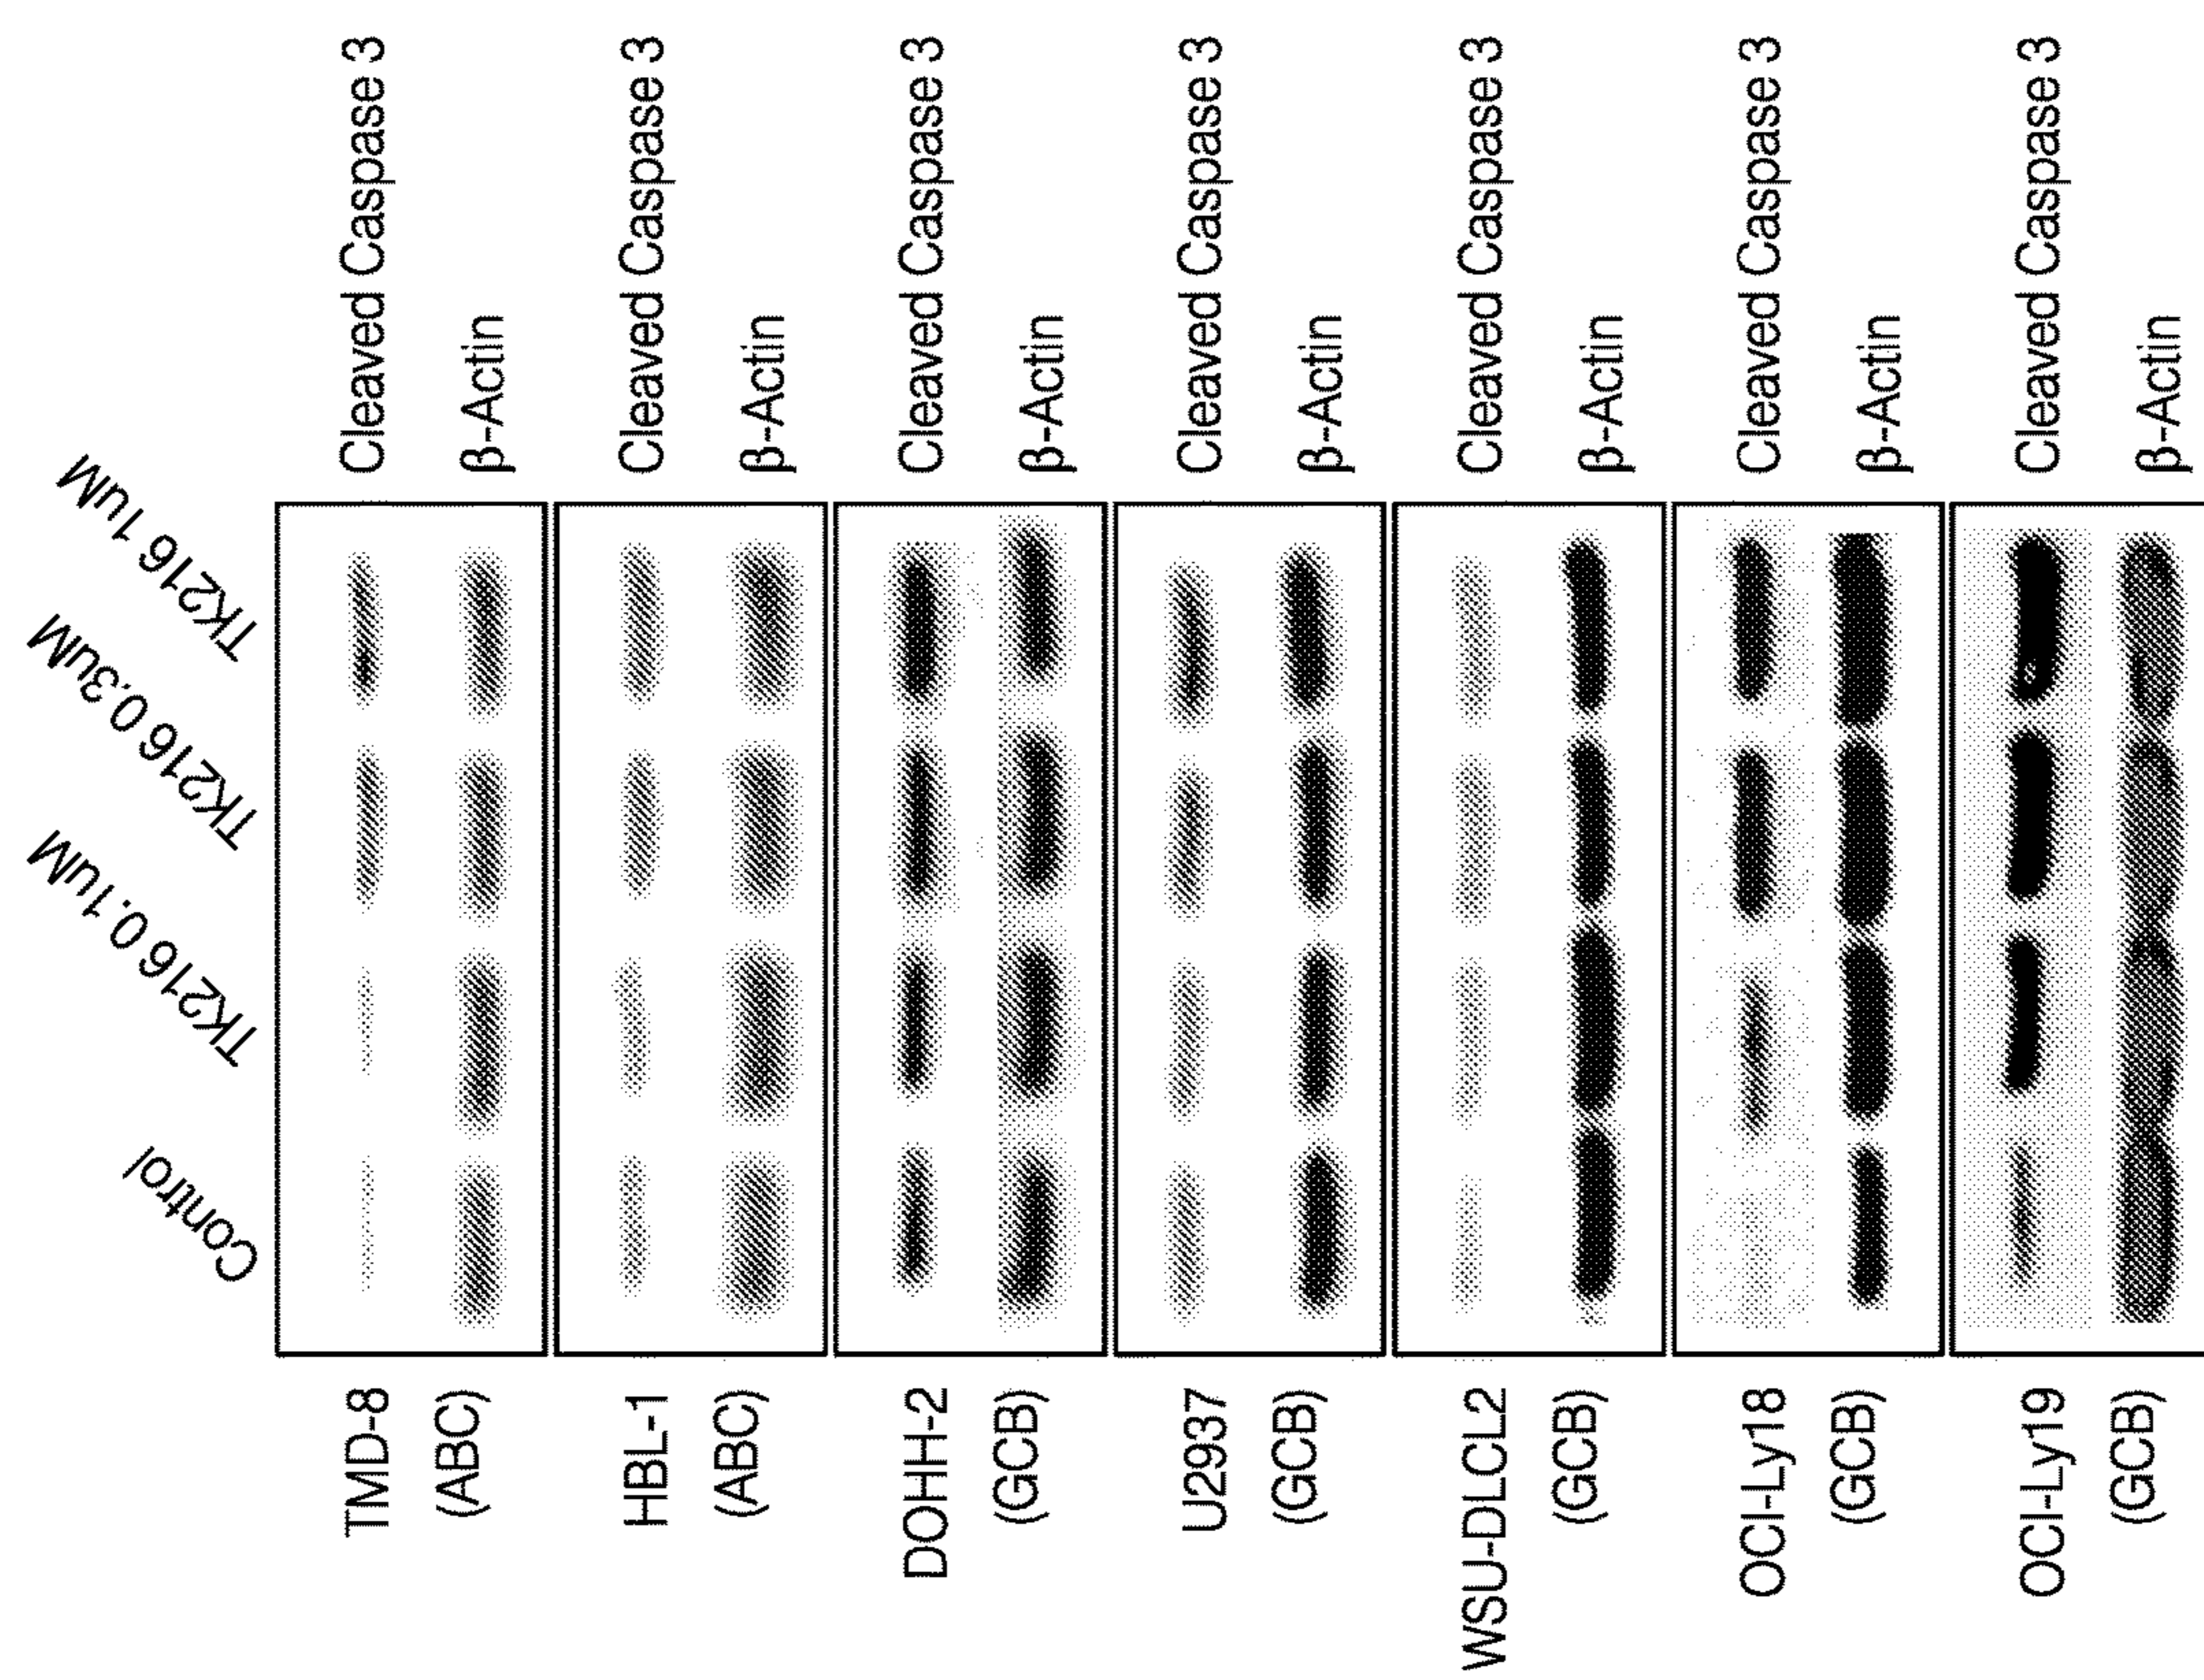 Control
TK216 0.1uM
TK216 0.3uM
TK216 1uM
TMD-8
(ABC)
Cleaved Caspase 3
β-Actin
HBL-1
(ABC)
Cleaved Caspase 3
β-Actin
DOHH-2
(GCB)
Cleaved Caspase 3
β-Actin
U2937
(GCB)
Cleaved Caspase 3
β-Actin
WSU-DLCL2
(GCB)
Cleaved Caspase 3
β-Actin
OCI-Ly18
(GCB)
Cleaved Caspase 3
β-Actin
OCI-Ly19
(GCB)
Cleaved Caspase 3
β-Actin